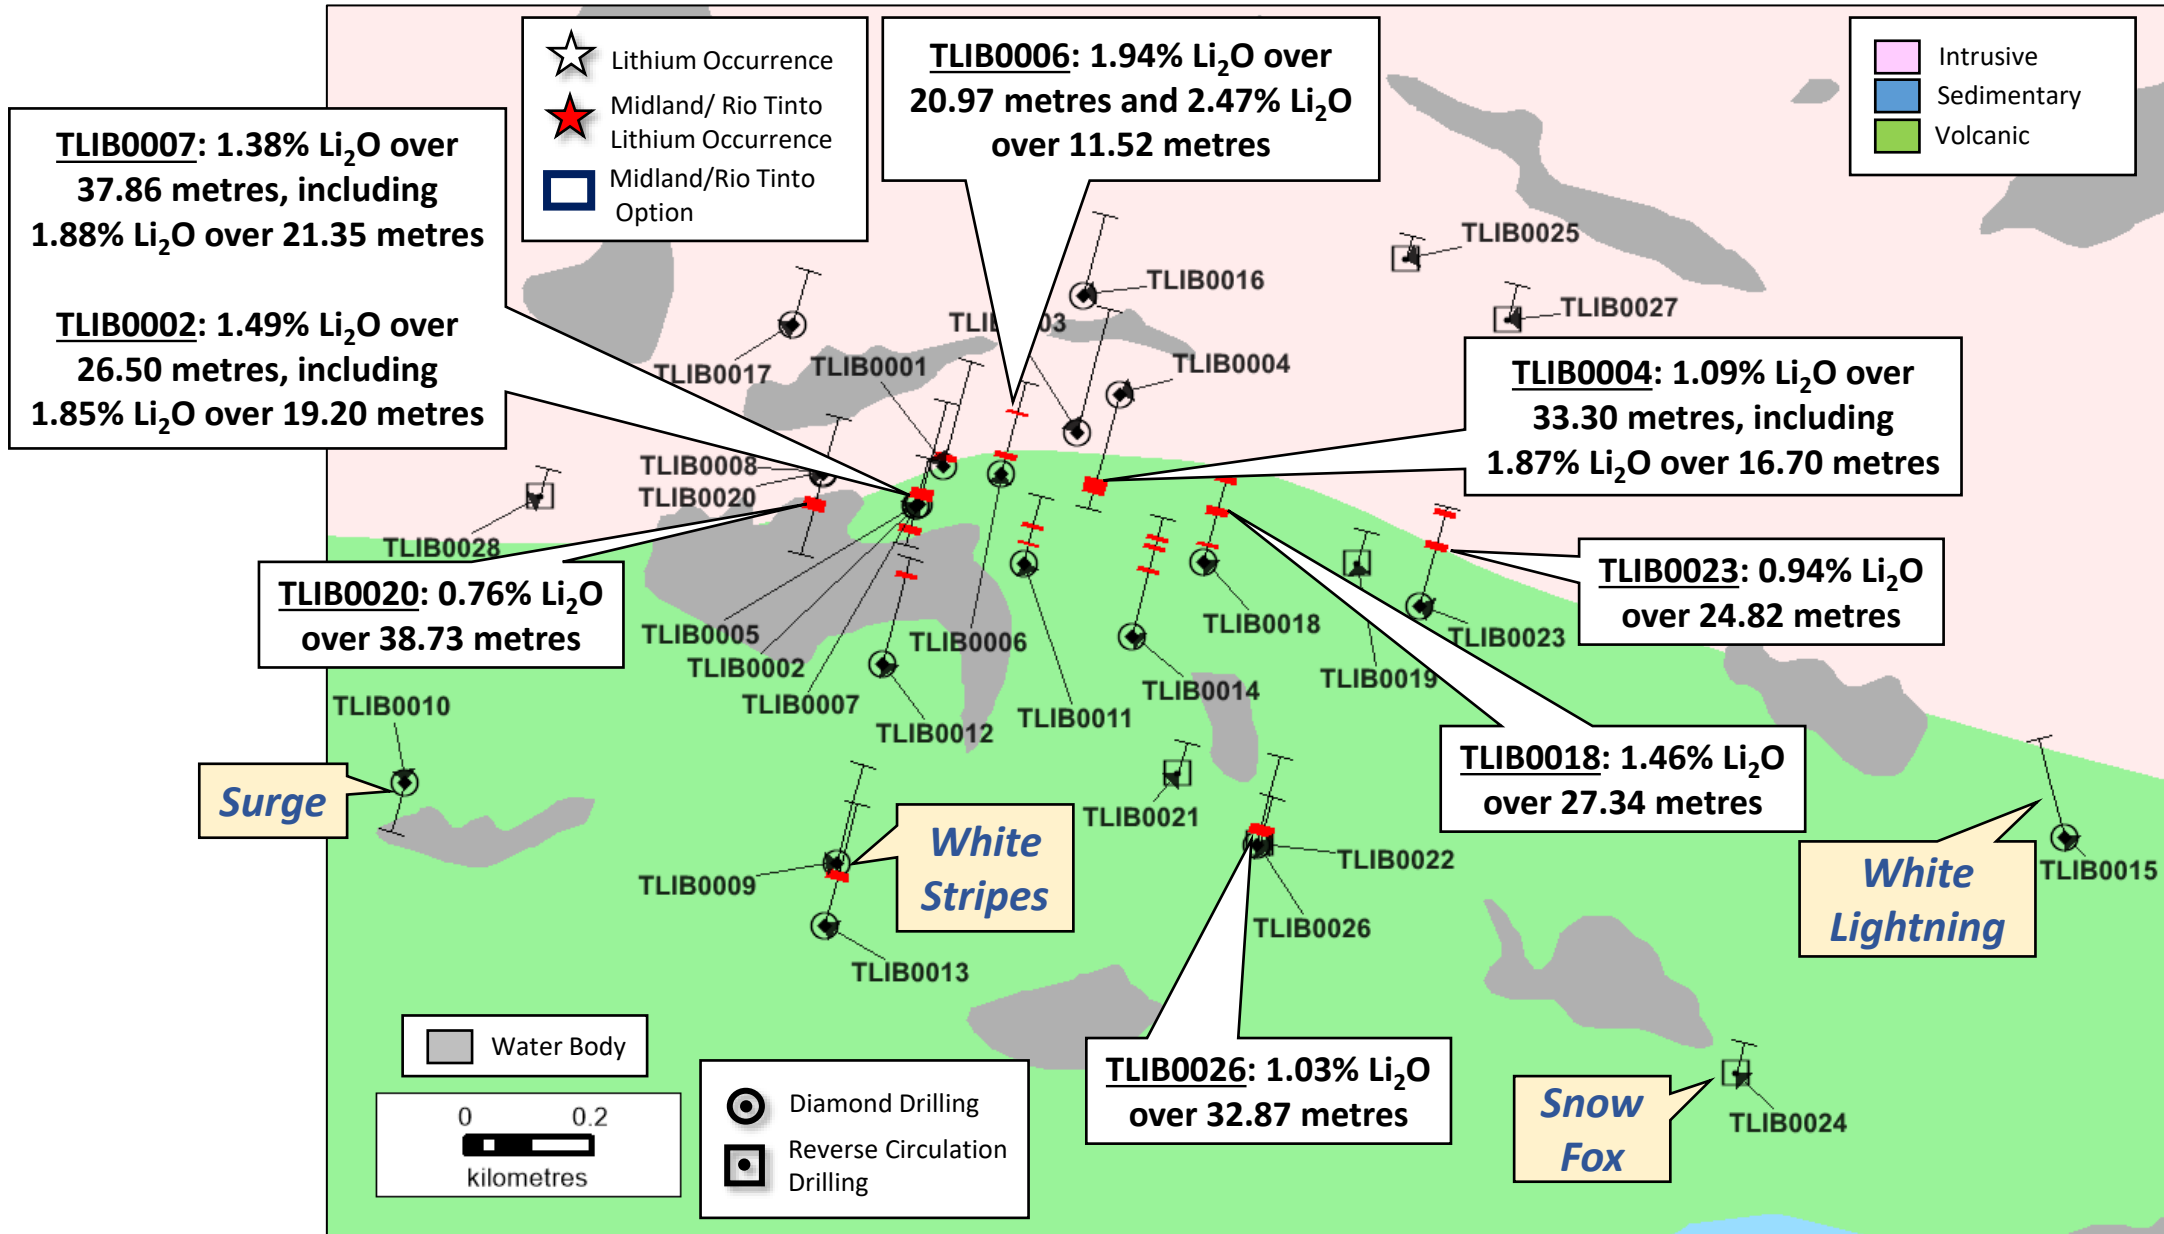 Lithium Occurrence
Midland/ Rio Tinto
Lithium Occurrence
Midland/Rio Tinto
Option
TLIB0006: 1.94% Li₂O over
20.97 metres and 2.47% Li₂O
over 11.52 metres
Intrusive
Sedimentary
Volcanic
TLIB0007: 1.38% Li₂O over
37.86 metres, including
1.88% Li₂O over 21.35 metres
TLIB0002: 1.49% Li₂O over
26.50 metres, including
1.85% Li₂O over 19.20 metres
TLIB0025
TLIB0016
TLIB0027
TLIB0017
TLIB0001
TLIB0004
TLIB0004: 1.09% Li₂O over
33.30 metres, including
1.87% Li₂O over 16.70 metres
TLIB0008
TLIB0020
TLIB0028
TLIB0020: 0.76% Li₂O
over 38.73 metres
TLIB0023: 0.94% Li₂O
over 24.82 metres
TLIB0005
TLIB0002
TLIB0007
TLIB0006
TLIB0012
TLIB0011
TLIB0014
TLIB0018
TLIB0019
TLIB0023
TLIB0010
Surge
TLIB0018: 1.46% Li₂O
over 27.34 metres
TLIB0021
TLIB0022
TLIB0026
TLIB0009
White
Stripes
TLIB0013
White
Lightning
TLIB0015
Water Body
0 0.2
kilometres
Diamond Drilling
Reverse Circulation
Drilling
TLIB0026: 1.03% Li₂O
over 32.87 metres
Snow
Fox
TLIB0024